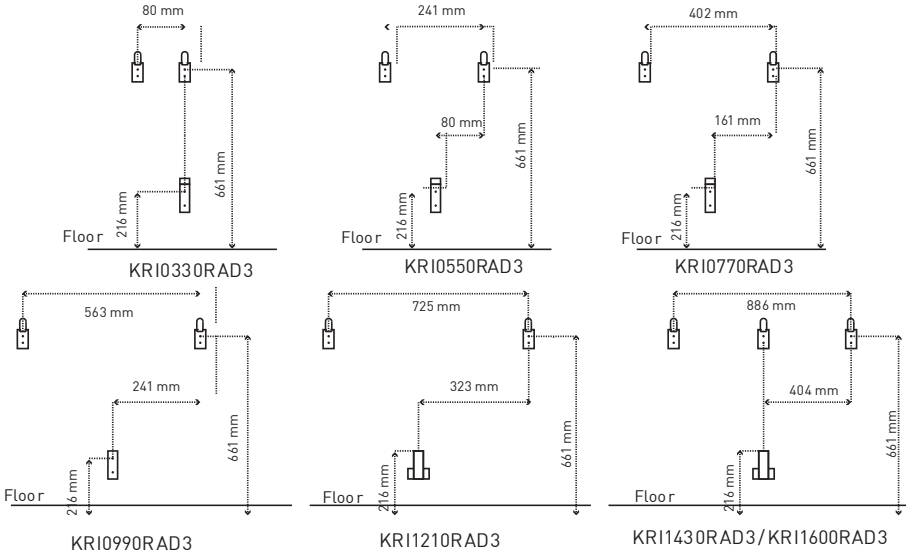 80 mm
661 mm
216 mm
Floor
KRI0330RAD3
241 mm
80 mm
661 mm
216 mm
Floor
KRI0550RAD3
402 mm
161 mm
661 mm
216 mm
Floor
KRI0770RAD3
563 mm
241 mm
661 mm
216 mm
Floor
KRI0990RAD3
725 mm
323 mm
661 mm
216 mm
Floor
KRI1210RAD3
886 mm
404 mm
661 mm
216 mm
Floor
KRI1430RAD3/KRI1600RAD3